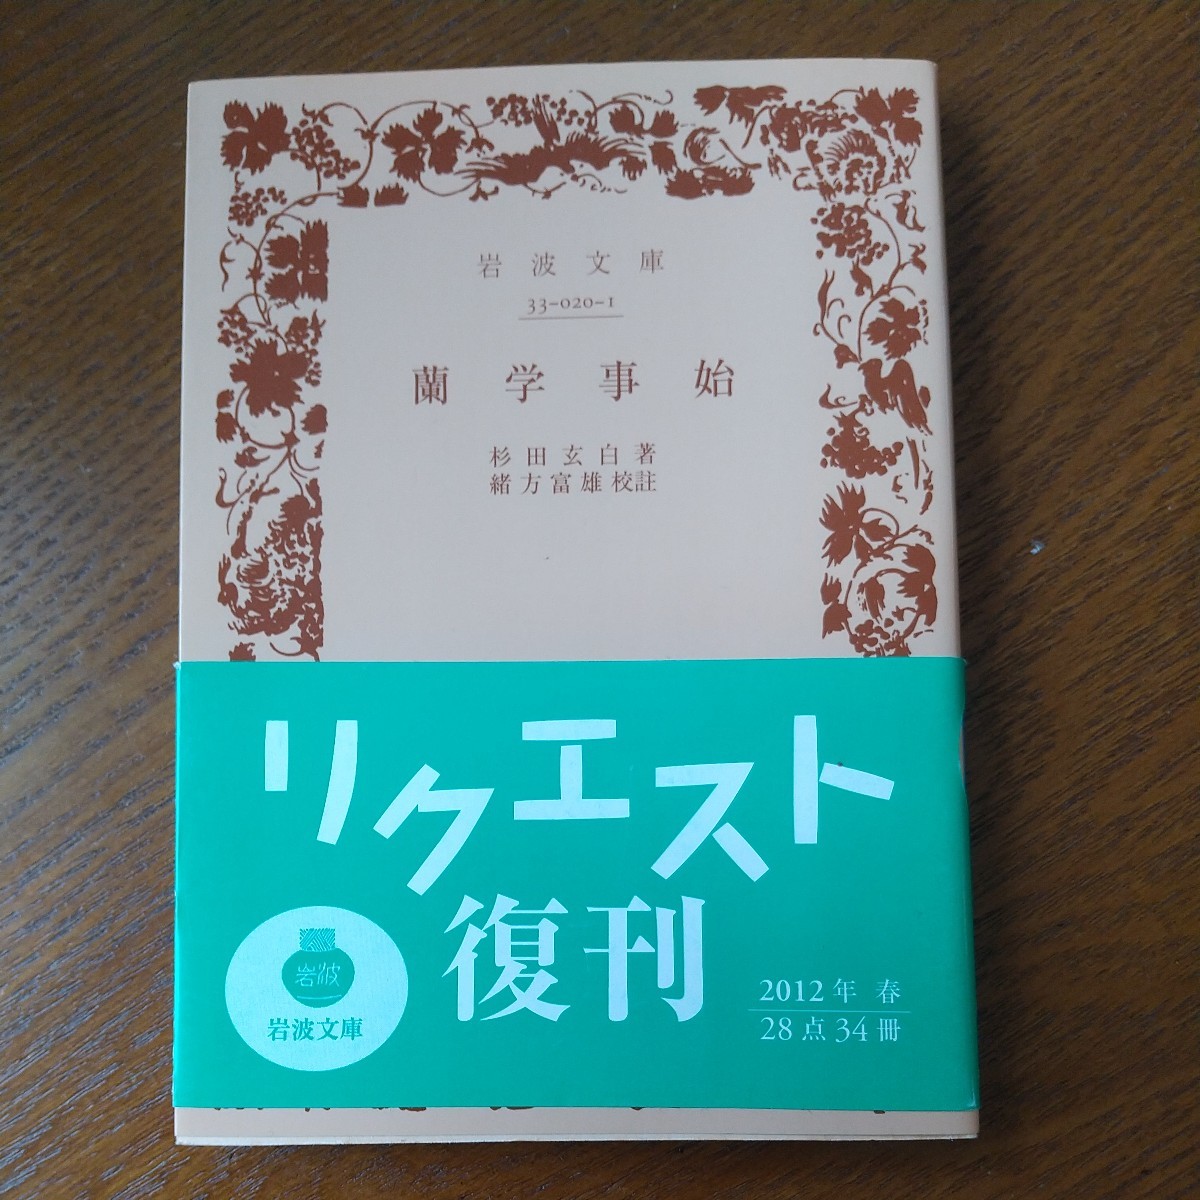 岩波文庫
33-020-1
蘭学事始
杉田玄白著
緒方富雄校註
リクエスト
復刊
岩波
岩波文庫
2012年 春
28点34冊